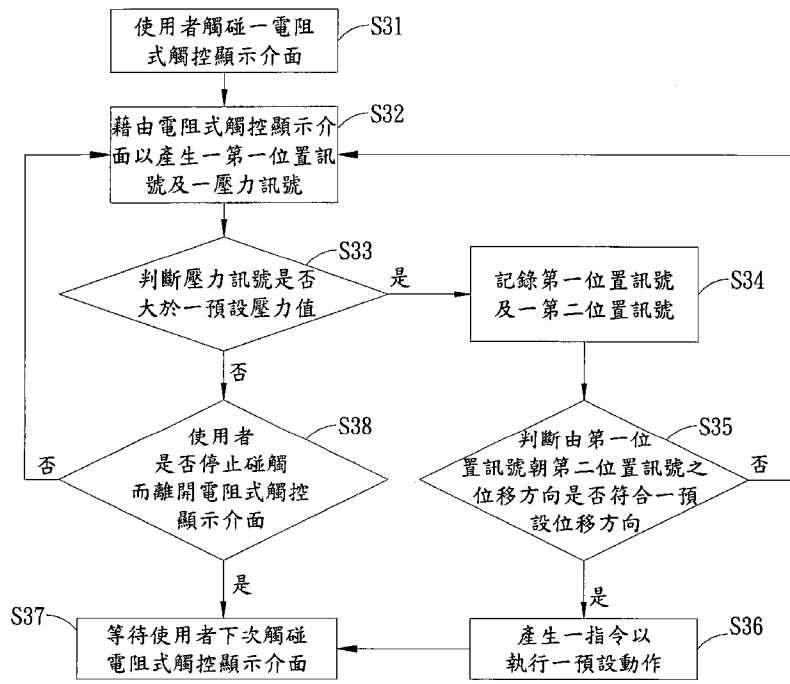 使用者觸碰一電阻
式觸控顯示介面
S31
藉由電阻式觸控顯示介
面以產生一第一位置訊
號及一壓力訊號
S32
判斷壓力訊號是否
大於一預設壓力值
S33
是
否
記錄第一位置訊號
及一第二位置訊號
S34
使用者
是否停止碰觸
而離開電阻式觸控
顯示介面
S38
否
是
判斷由第一位
置訊號朝第二位置訊號之
位移方向是否符合一預
設位移方向
S35
否
是
等待使用者下次觸碰
電阻式觸控顯示介面
S37
產生一指令以
執行一預設動作
S36